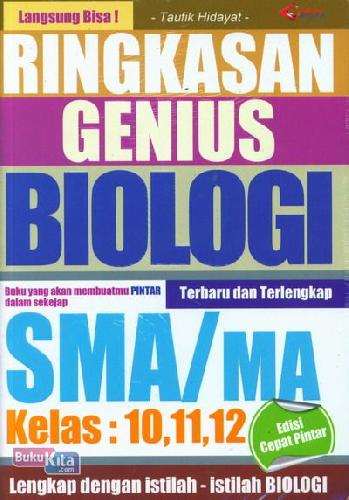 Langsung Bisa !
- Taufik Hidayat -
RINGKASAN
GENIUS
BIOLOGI
Buku yang akan membuatmu PINTAR
dalam sekejap
Terbaru dan Terlengkap
SMA/MA
Kelas : 10,11,12
Edisi
Cepat Pintar
BukuKita.com
Lengkap dengan istilah - istilah BIOLOGI